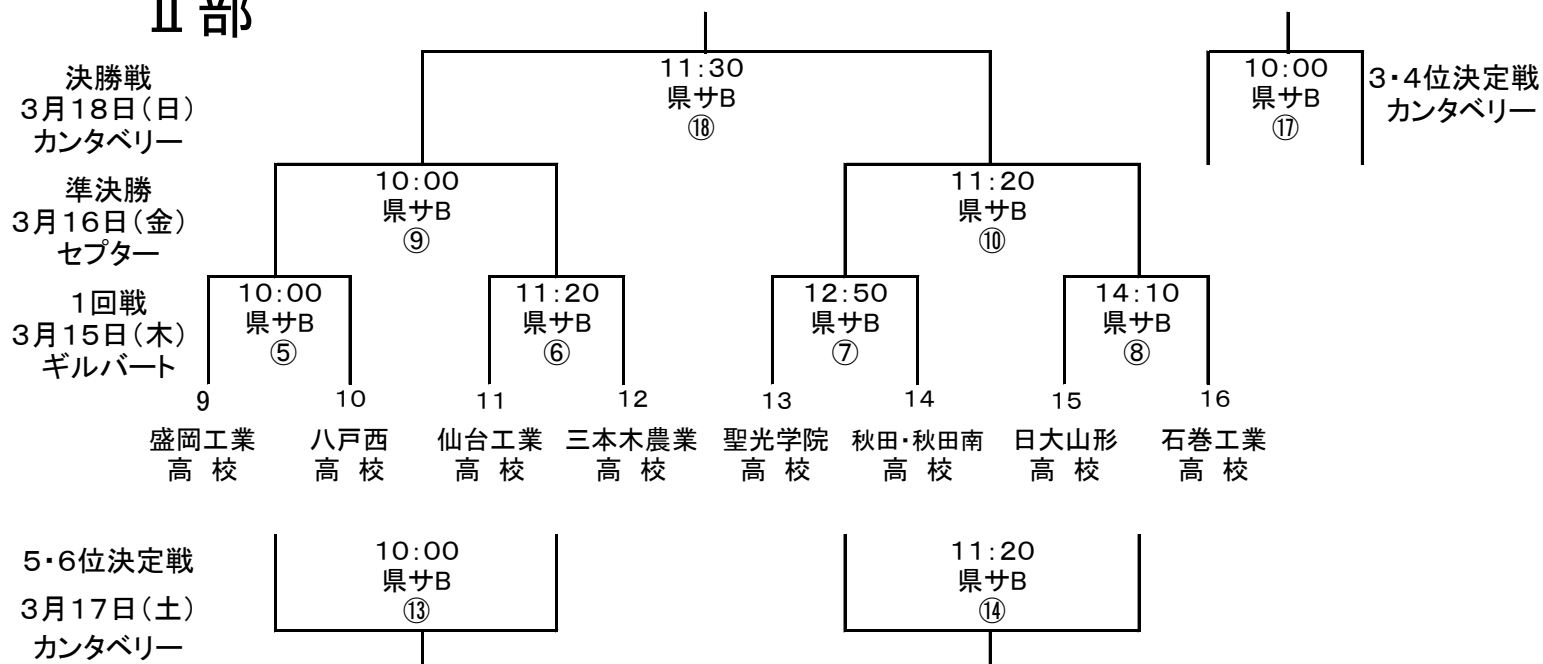 Ⅱ部
決勝戦
3月18日(日)
カンタベリー
11:30
県サB
⑱
10:00
県サB
⑰
3・4位決定戦
カンタベリー
準決勝
3月16日(金)
セプター
10:00
県サB
⑨
11:20
県サB
⑩
1回戦
3月15日(木)
ギルバート
10:00
県サB
⑤
11:20
県サB
⑥
12:50
県サB
⑦
14:10
県サB
⑧
9
10
11
12
13
14
15
16
盛岡工業
高 校
八戸西
高 校
仙台工業
高 校
三本木農業
高 校
聖光学院
高 校
秋田・秋田南
高 校
日大山形
高 校
石巻工業
高 校
5・6位決定戦
3月17日(土)
カンタベリー
10:00
県サB
⑬
11:20
県サB
⑭